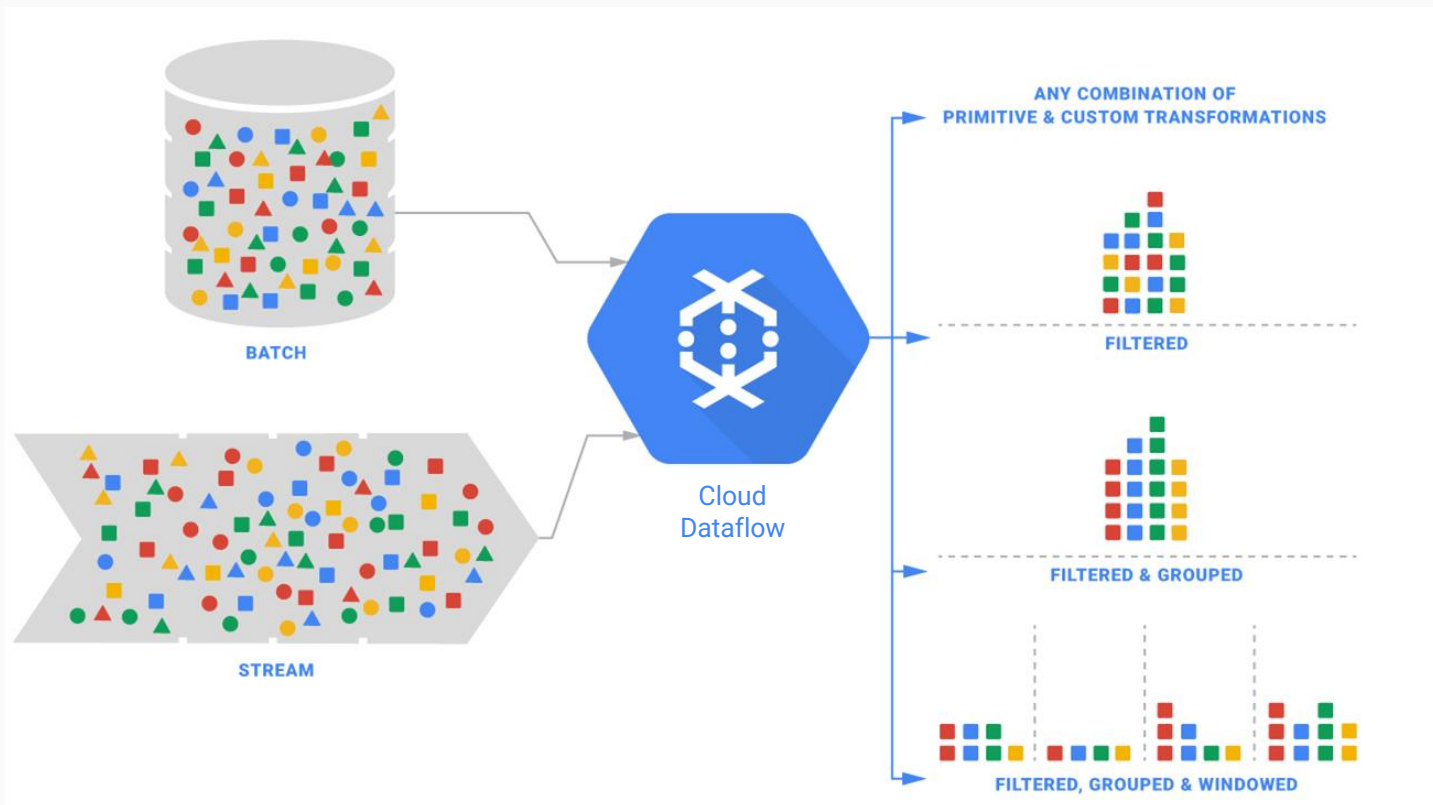 BATCH
STREAM
Cloud
Dataflow
ANY COMBINATION OF
PRIMITIVE & CUSTOM TRANSFORMATIONS
FILTERED
FILTERED & GROUPED
FILTERED, GROUPED & WINDOWED